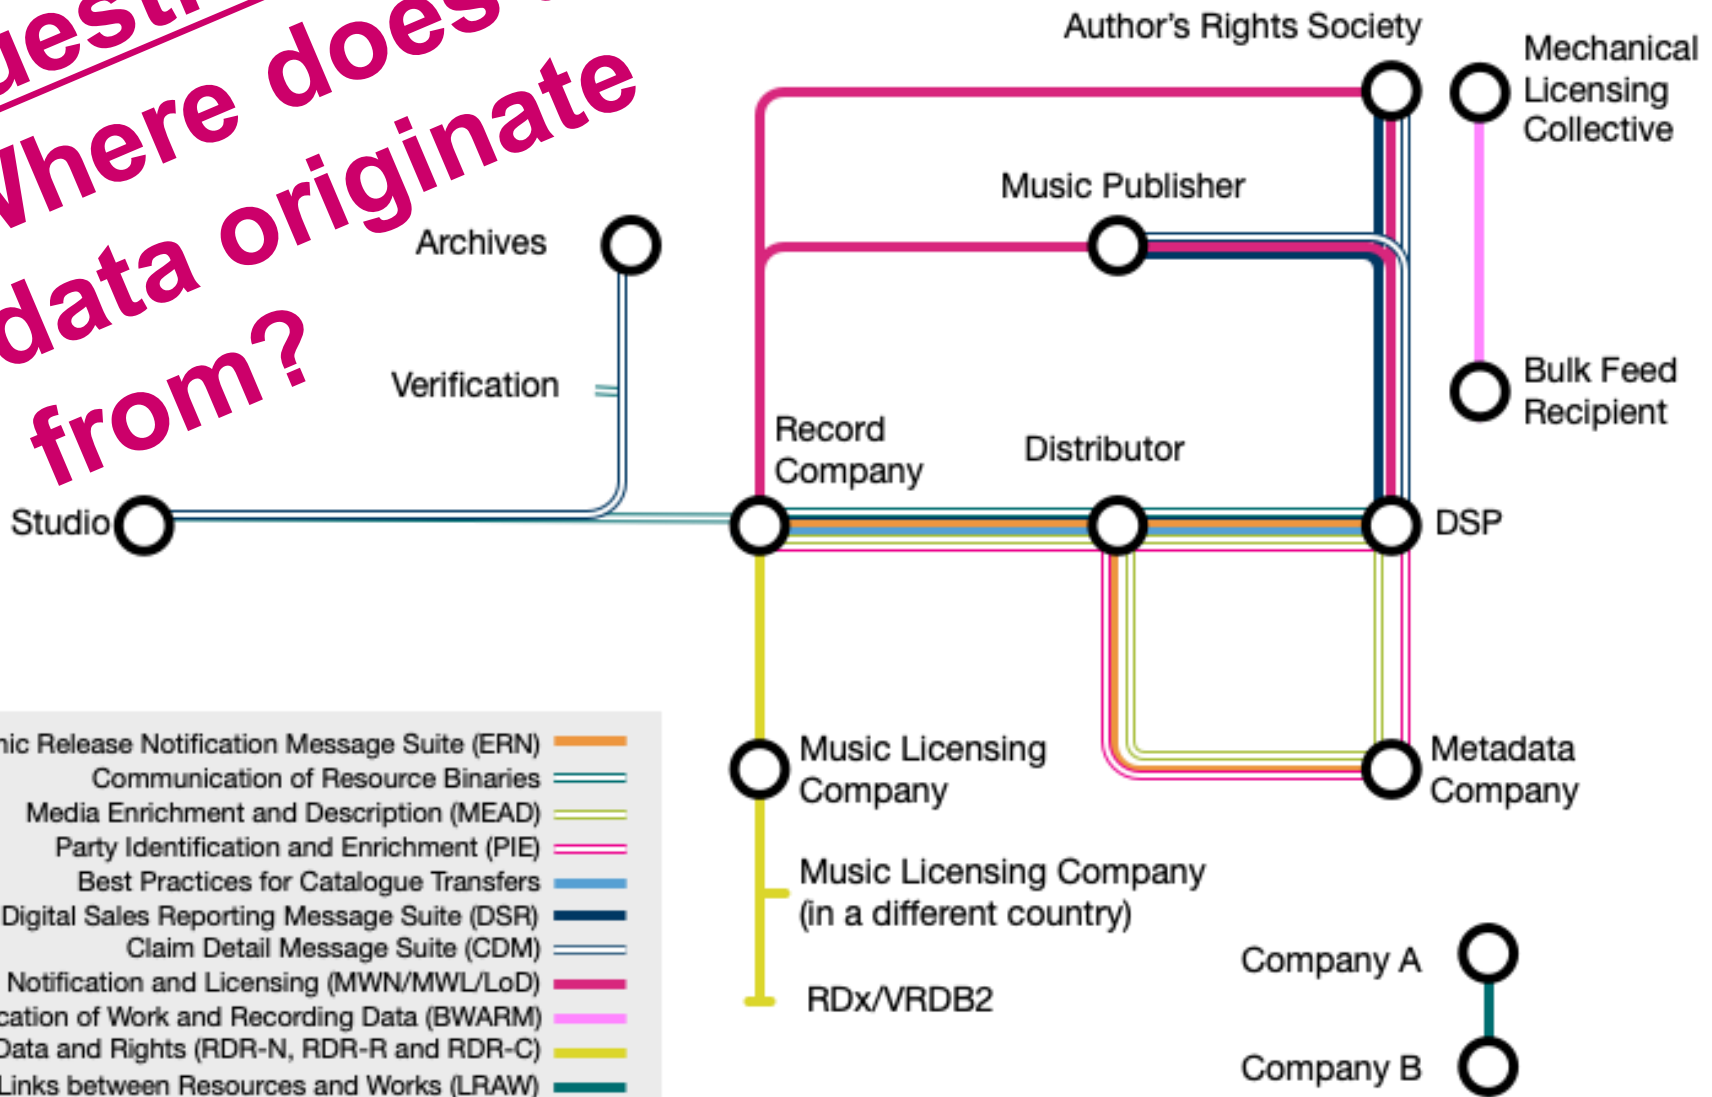 Where does
data originate
from?
Author's Rights Society
Mechanical
Licensing
Collective
Music Publisher
Archives
Verification
Bulk Feed
Recipient
Record
Company
Distributor
Studio
DSP
Music Licensing
Company
Metadata
Company
Music Licensing Company
(in a different country)
RDx/VRDB2
Company A
Company B
Release Notification Message Suite (ERN)
Communication of Resource Binaries
Media Enrichment and Description (MEAD)
Party Identification and Enrichment (PIE)
Best Practices for Catalogue Transfers
Digital Sales Reporting Message Suite (DSR)
Claim Detail Message Suite (CDM)
Notification and Licensing (MWN/MWL/LoD)
of Work and Recording Data (BWARM)
Data and Rights (RDR-N, RDR-R and RDR-C)
Links between Resources and Works (LRAW)